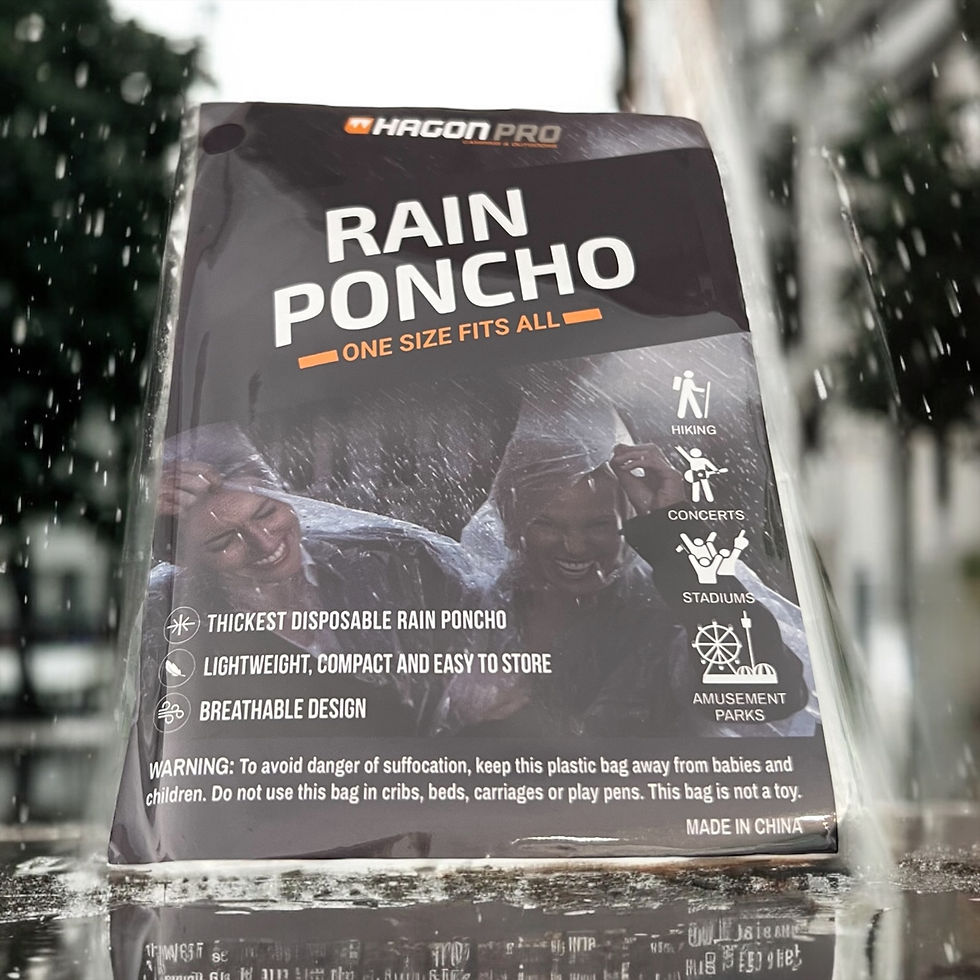 HAGON PRO
CAMPING & OUTDOORS
RAIN
PONCHO
ONE SIZE FITS ALL
HIKING
CONCERTS
STADIUMS
AMUSEMENT
PARKS
THICKEST DISPOSABLE RAIN PONCHO
LIGHTWEIGHT, COMPACT AND EASY TO STORE
BREATHABLE DESIGN
WARNING: To avoid danger of suffocation, keep this plastic bag away from babies and
children. Do not use this bag in cribs, beds, carriages or play pens. This bag is not a toy.
MADE IN CHINA